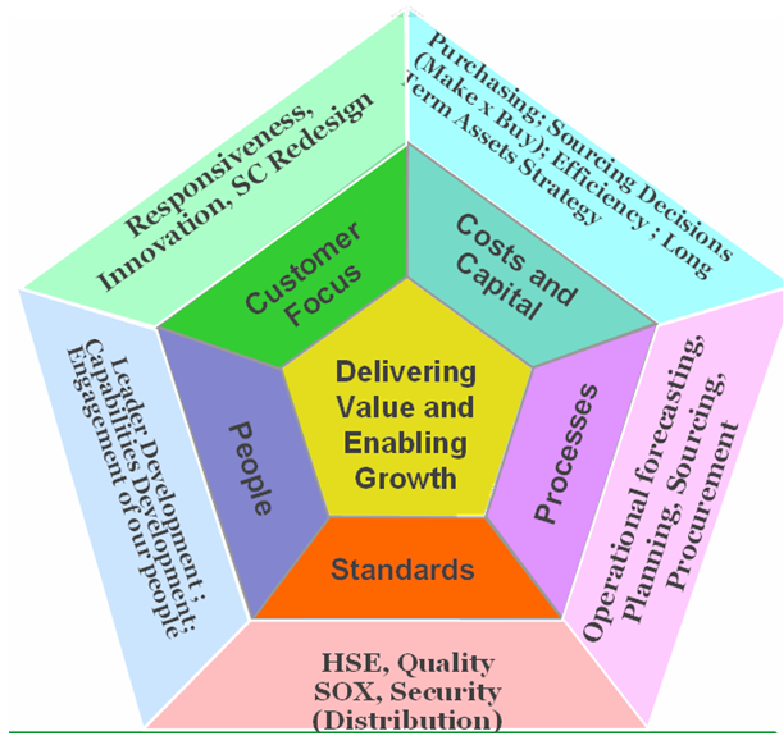 Responsiveness,
Innovation, SC Redesign
Purchasing; Sourcing Decisions
(Make x Buy); Efficiency ; Long
Term Assets Strategy
Customer
Focus
Costs and
Capital
Delivering
Value and
Enabling
Growth
People
Processes
Standards
Leader Development ;
Capabilities Development;
Engagement of our people
Operational forecasting,
Planning, Sourcing,
Procurement
HSE, Quality
SOX, Security
(Distribution)